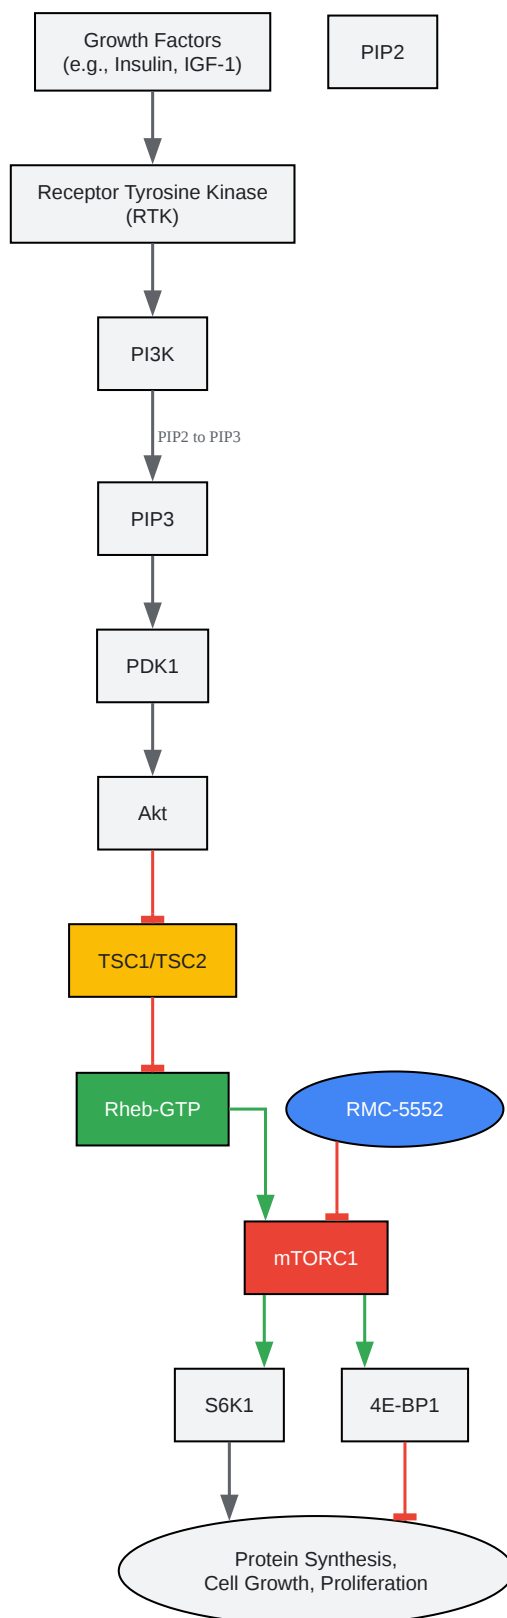 Growth Factors
(e.g., Insulin, IGF-1)
PIP2
Receptor Tyrosine Kinase
(RTK)
PI3K
PIP2 to PIP3
PIP3
PDK1
Akt
TSC1/TSC2
Rheb-GTP
RMC-5552
mTORC1
S6K1
4E-BP1
Protein Synthesis,
Cell Growth, Proliferation